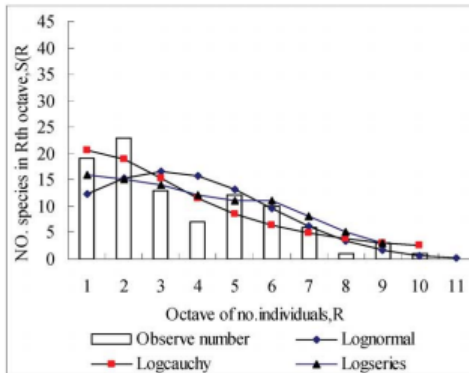 NO. species in Rth octave,S(R
45
40
35
30
25
20
15
10
5
0
1 2 3 4 5 6 7 8 9 10 11
Octave of no.individuals,R
Observe number Lognormal
Logcauchy Logseries